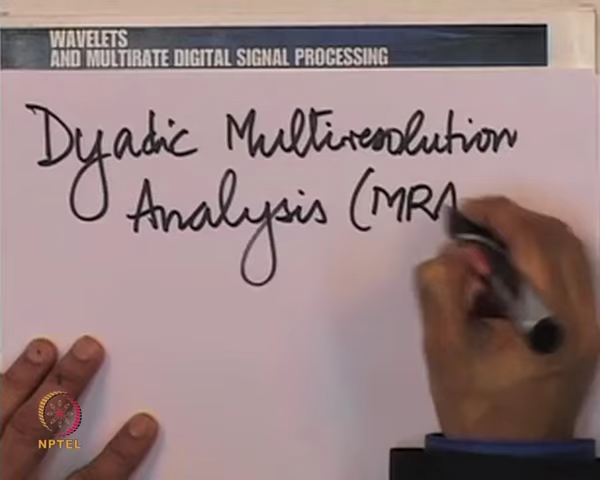 WAVELETS
AND MULTIRATE DIGITAL SIGNAL PROCESSING
Dyadic Multiresolution
Analysis (MRA
NPTEL